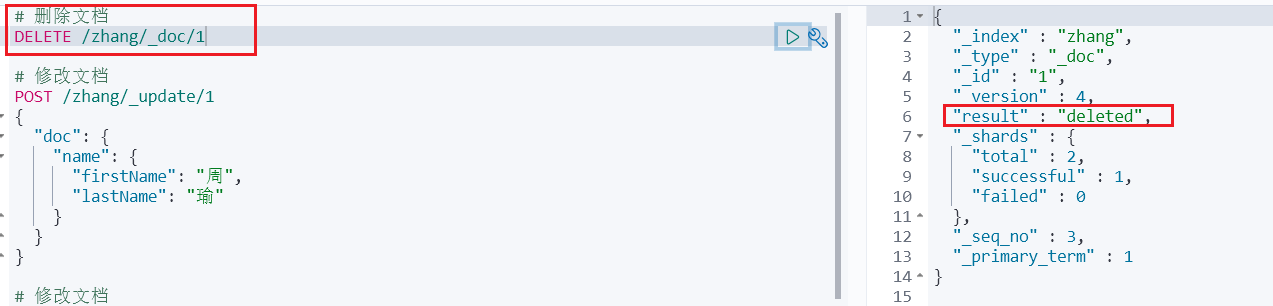 # 删除文档
DELETE /zhang/_doc/1
# 修改文档
POST /zhang/_update/1
{
"doc": {
"name": {
"firstName": "周",
"lastName": "瑜"
}
}
}
# 修改文档
1 {
2 "_index" : "zhang",
3 "_type" : "_doc",
4 "_id" : "1",
5 "_version" : 4,
6 "result" : "deleted",
7 "_shards" : {
8 "total" : 2,
9 "successful" : 1,
10 "failed" : 0
11 },
12 "_seq_no" : 3,
13 "_primary_term" : 1
14 }
15